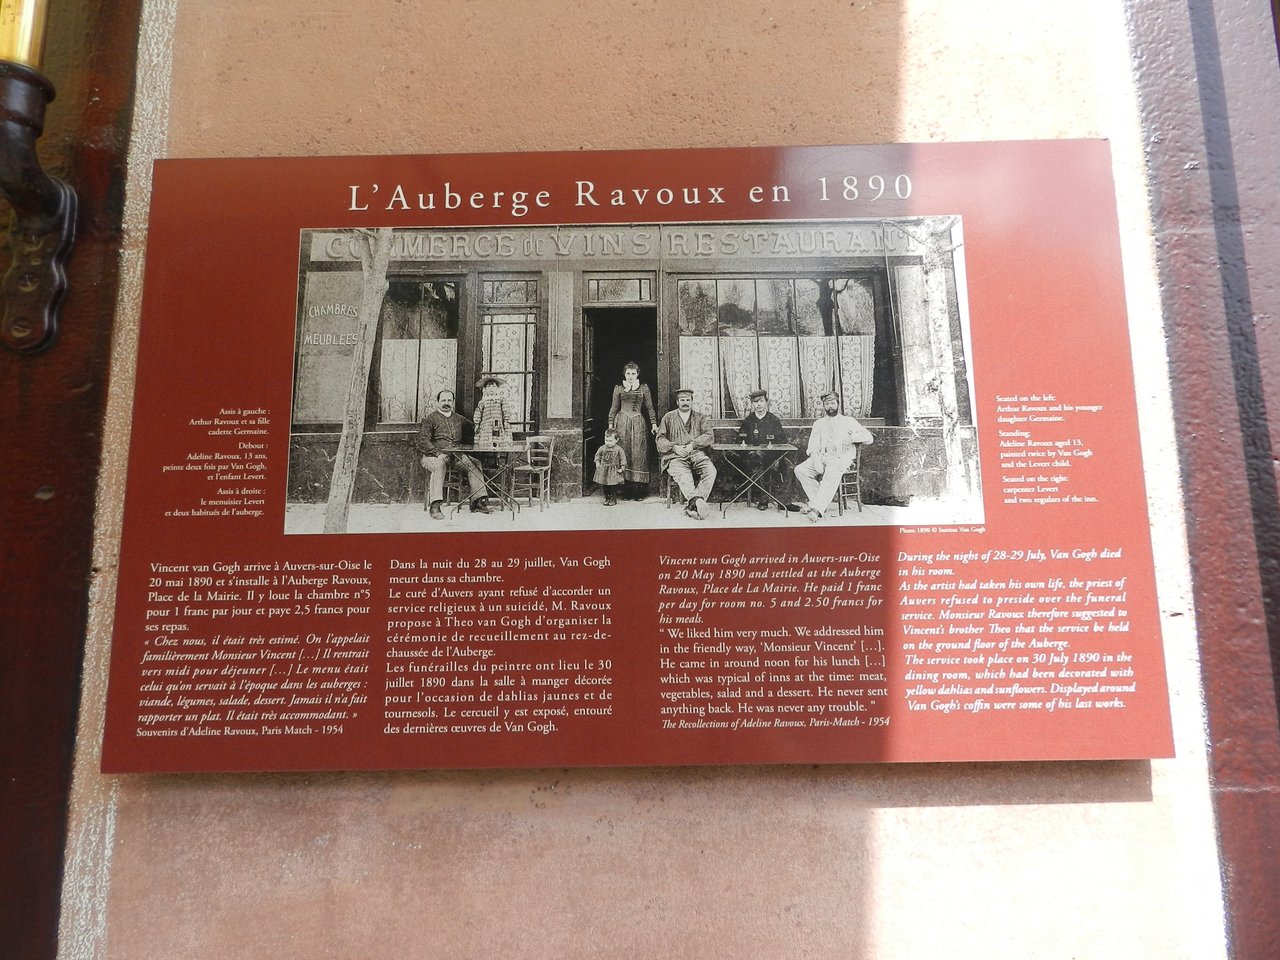 L'Auberge Ravoux en 1890
COMMERCE de VINS RESTAURANT
CHAMBRES
MEUBLEES
Assis à gauche :
Arthur Ravoux et sa fille
cadette Germaine.
Debout :
Adeline Ravoux, 13 ans,
peinte deux fois par Van Gogh,
et l'enfant Levert.
Assis à droite :
le menuisier Levert
et deux habitués de l'auberge.
Seated on the left:
Arthur Ravoux and his younger
daughter Germaine.
Standing:
Adeline Ravoux aged 13,
painted twice by Van Gogh
and the Levert child.
Seated on the right:
carpenter Levert
and two regulars of the inn.
Photo 1890 © Institut Van Gogh
Vincent van Gogh arrive à Auvers-sur-Oise le
20 mai 1890 et s'installe à l'Auberge Ravoux,
Place de la Mairie. Il y loue la chambre n°5
pour 1 franc par jour et paye 2,5 francs pour
ses repas.
« Chez nous, il était très estimé. On l'appelait
familièrement Monsieur Vincent [...] Il rentrait
vers midi pour déjeuner [...] Le menu était
celui qu'on servait à l'époque dans les auberges :
viande, légumes, salade, dessert. Jamais il n'a fait
rapporter un plat. Il était très accommodant. »
Souvenirs d'Adeline Ravoux, Paris Match - 1954
Dans la nuit du 28 au 29 juillet, Van Gogh
meurt dans sa chambre.
Le curé d'Auvers ayant refusé d'accorder un
service religieux à un suicidé, M. Ravoux
propose à Theo van Gogh d'organiser la
cérémonie de recueillement au rez-de-
chaussée de l'Auberge.
Les funérailles du peintre ont lieu le 30
juillet 1890 dans la salle à manger décorée
pour l'occasion de dahlias jaunes et de
tournesols. Le cercueil y est exposé, entouré
des dernières œuvres de Van Gogh.
Vincent van Gogh arrived in Auvers-sur-Oise
on 20 May 1890 and settled at the Auberge
Ravoux, Place de La Mairie. He paid 1 franc
per day for room no. 5 and 2.50 francs for
his meals.
" We liked him very much. We addressed him
in the friendly way, 'Monsieur Vincent' [...].
He came in around noon for his lunch [...]
which was typical of inns at the time: meat,
vegetables, salad and a dessert. He never sent
anything back. He was never any trouble. "
The Recollections of Adeline Ravoux, Paris-Match - 1954
During the night of 28-29 July, Van Gogh died
in his room.
As the artist had taken his own life, the priest of
Auvers refused to preside over the funeral
service. Monsieur Ravoux therefore suggested to
Vincent's brother Theo that the service be held
on the ground floor of the Auberge.
The service took place on 30 July 1890 in the
dining room, which had been decorated with
yellow dahlias and sunflowers. Displayed around
Van Gogh's coffin were some of his last works.